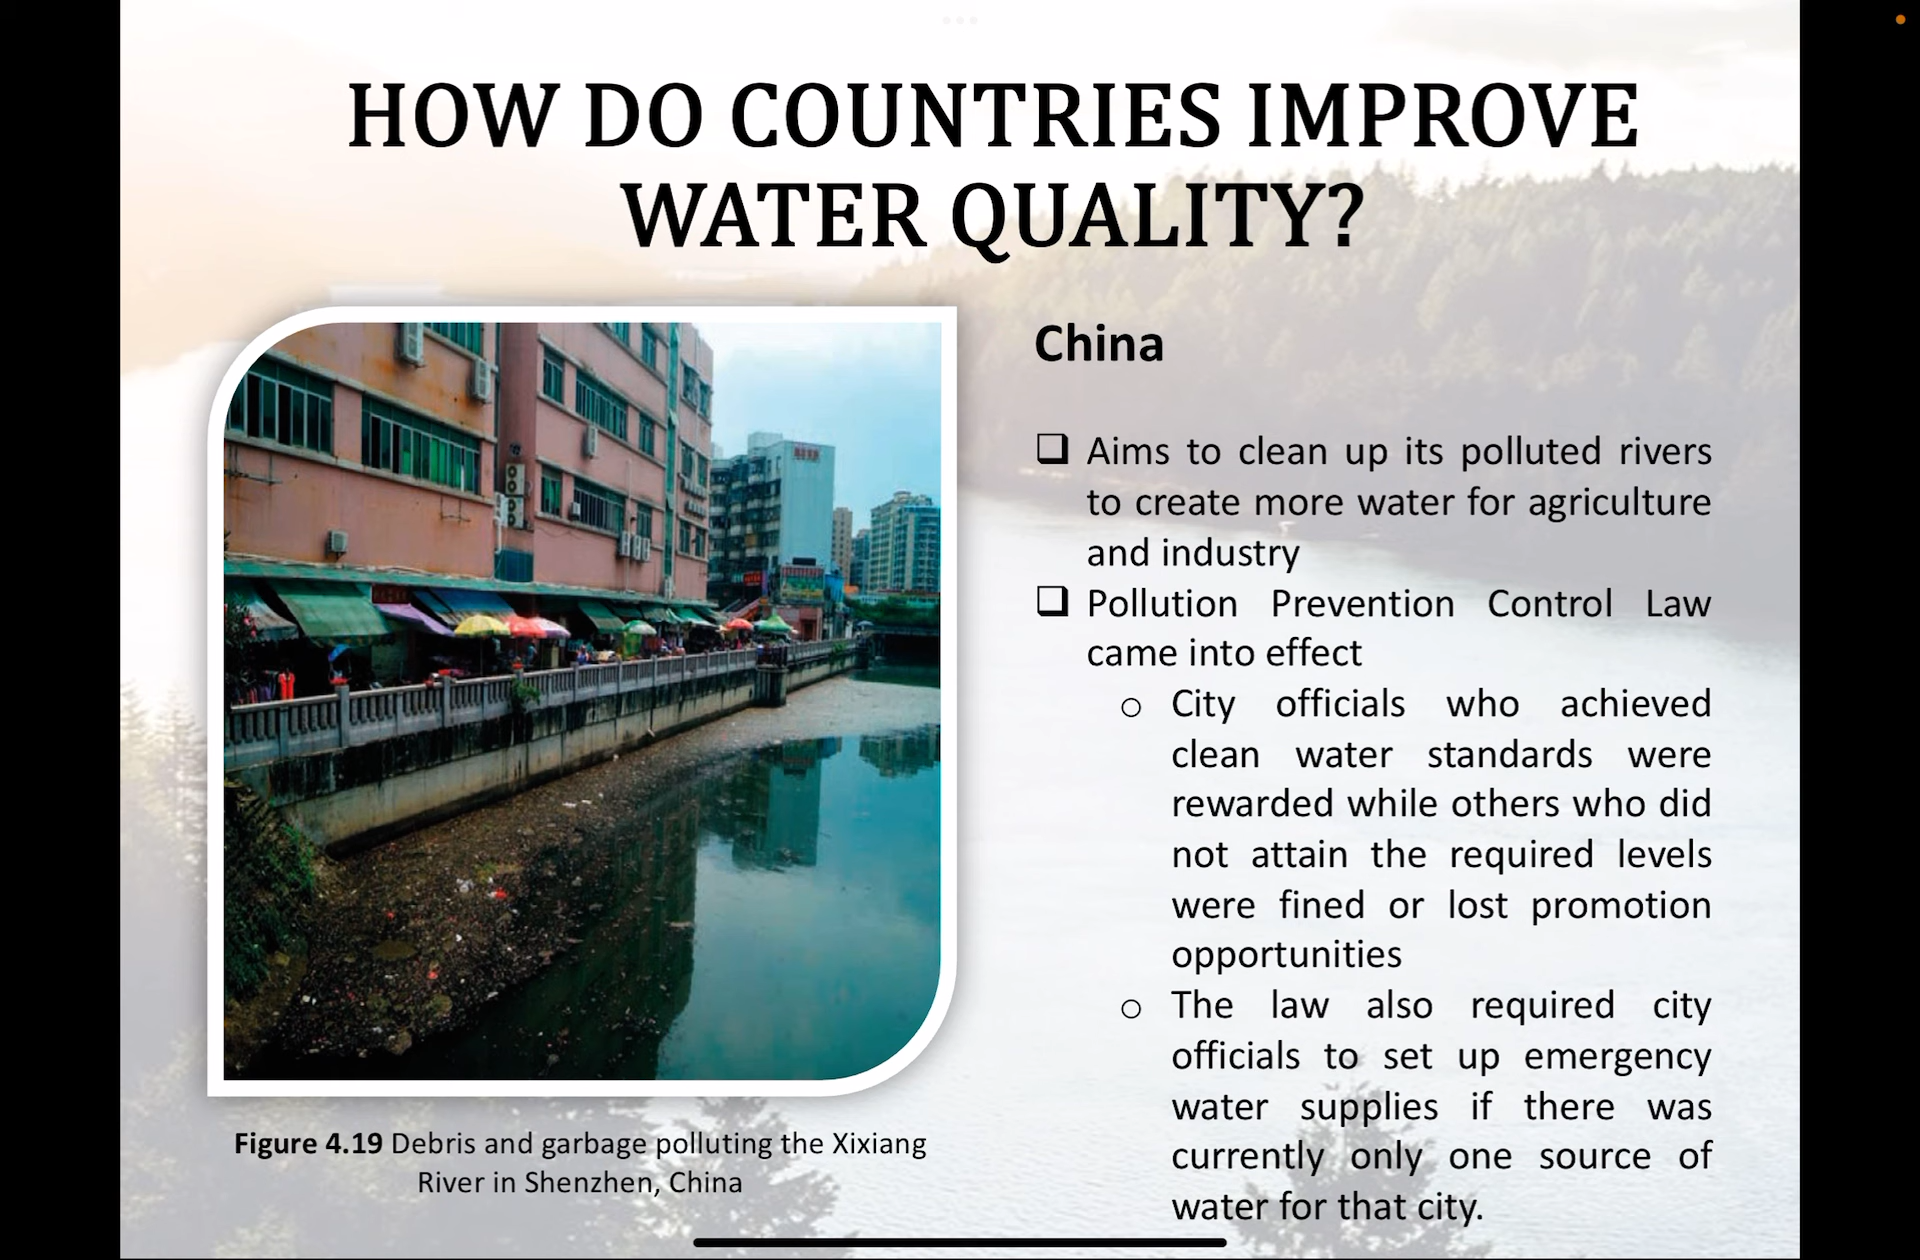 HOW DO COUNTRIES IMPROVE
WATER QUALITY?
China
❑ Aims to clean up its polluted rivers
to create more water for agriculture
and industry
❑ Pollution Prevention Control Law
came into effect
o City officials who achieved
clean water standards were
rewarded while others who did
not attain the required levels
were fined or lost promotion
opportunities
o The law also required city
officials to set up emergency
water supplies if there was
currently only one source of
water for that city.
Figure 4.19 Debris and garbage polluting the Xixiang
River in Shenzhen, China